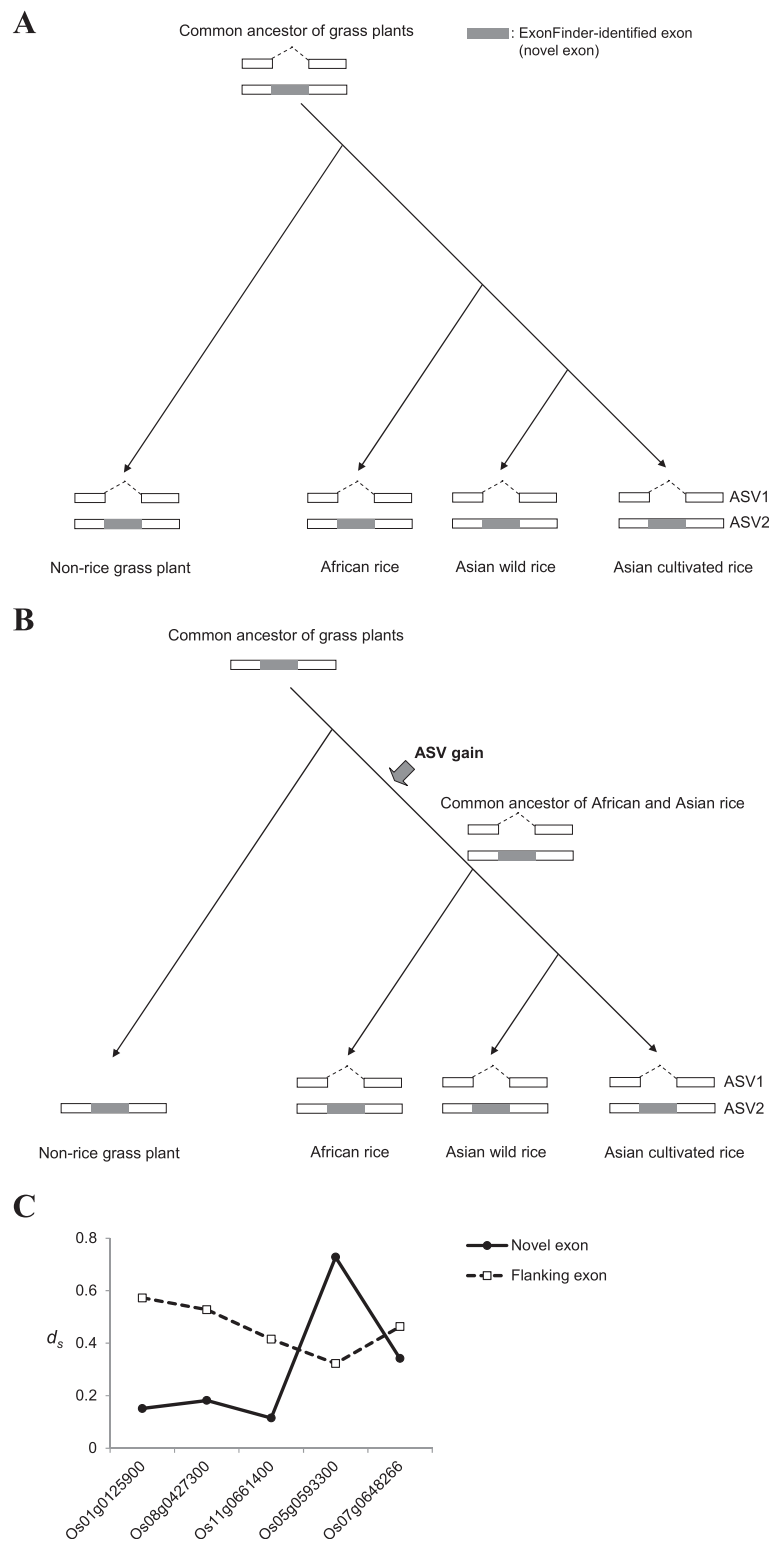 A
Common ancestor of grass plants
: ExonFinder-identified exon
(novel exon)
ASV1
ASV2
Non-rice grass plant
African rice
Asian wild rice
Asian cultivated rice
B
Common ancestor of grass plants
ASV gain
Common ancestor of African and Asian rice
ASV1
ASV2
Non-rice grass plant
African rice
Asian wild rice
Asian cultivated rice
C
0.8
0.6
0.4
0.2
0
ds
Novel exon
Flanking exon
Os01g0125900
Os08g0427300
Os11g0661400
Os05g0593300
Os07g0648266